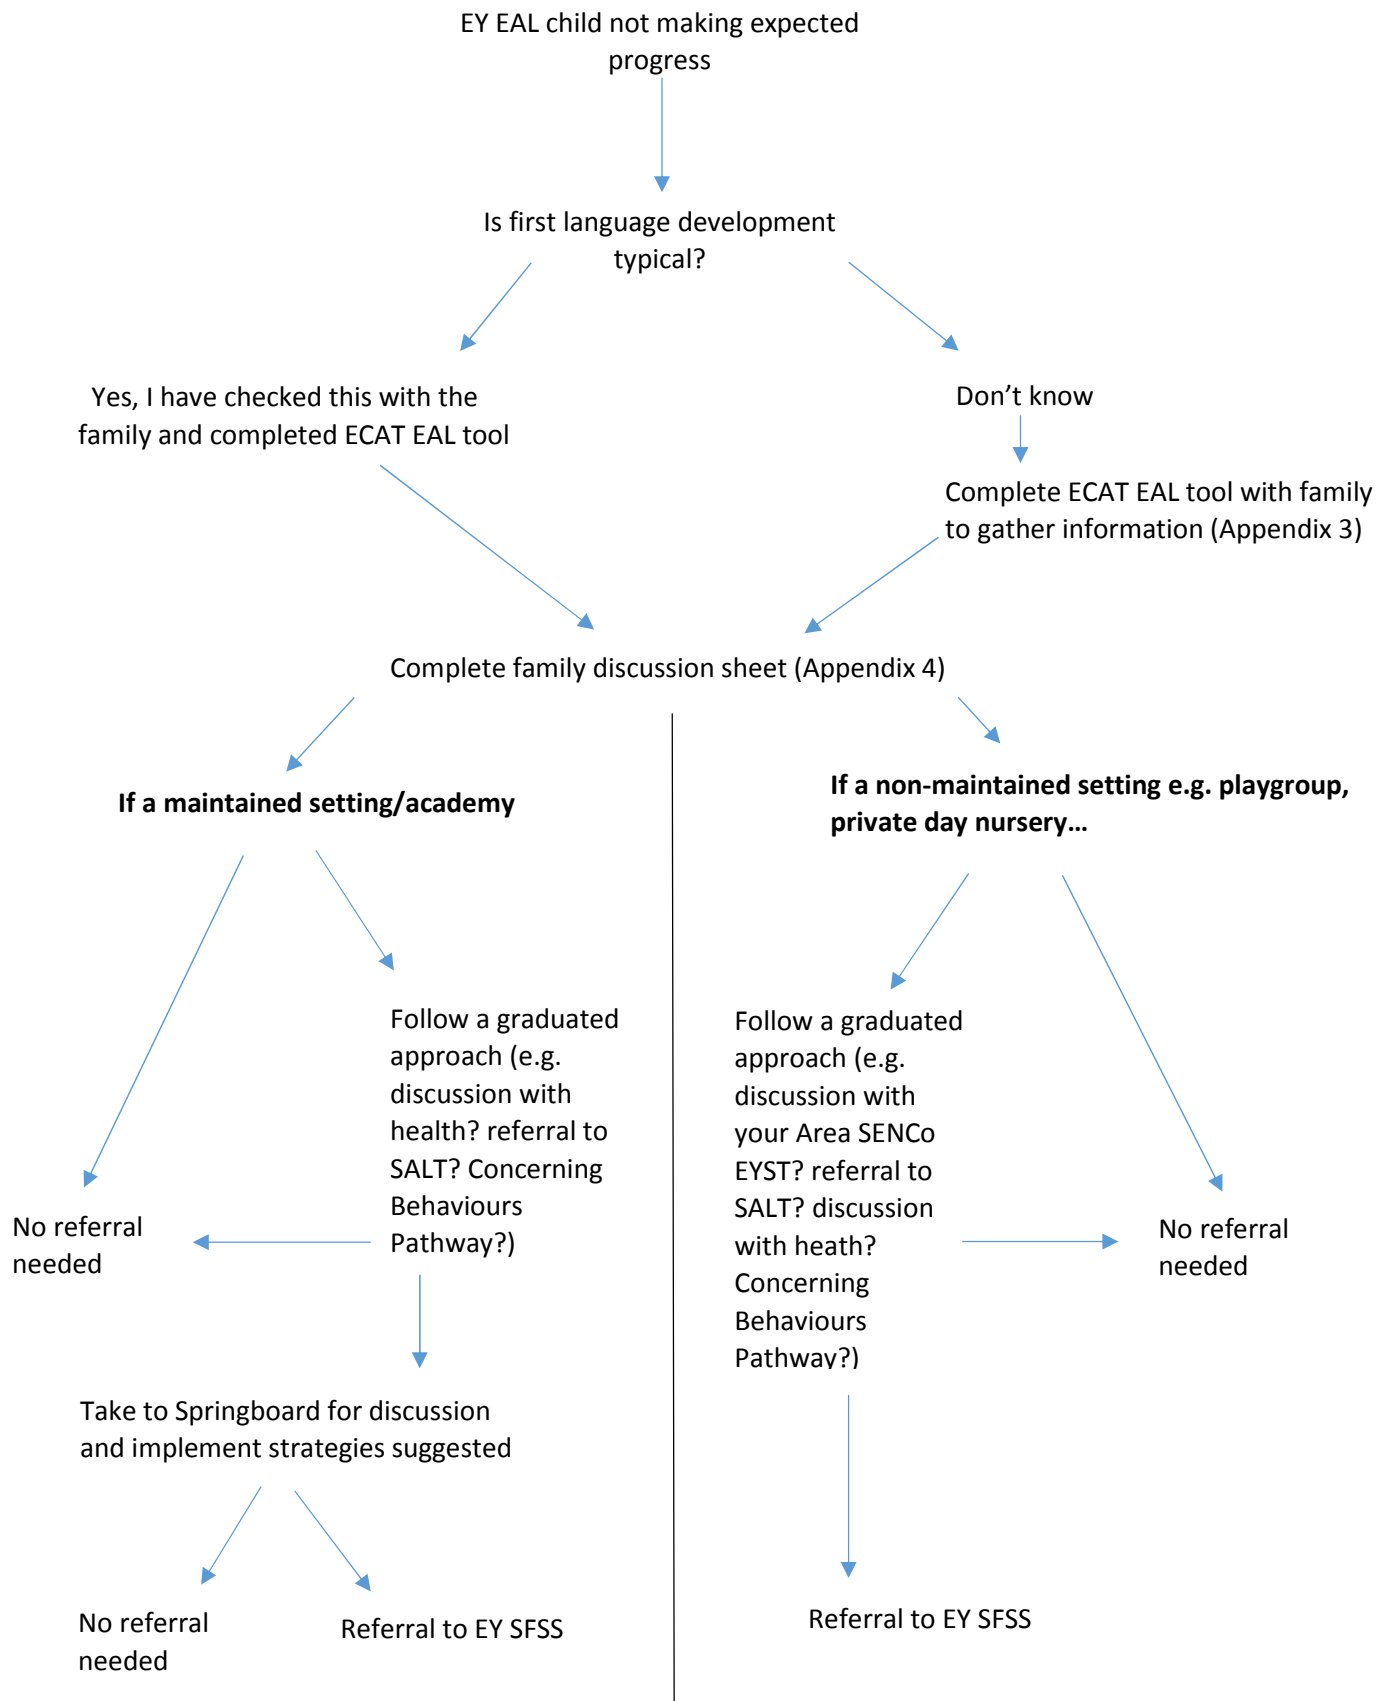 EY EAL child not making expected
progress
Is first language development
typical?
Yes, I have checked this with the
family and completed ECAT EAL tool
Don't know
Complete ECAT EAL tool with family
to gather information (Appendix 3)
Complete family discussion sheet (Appendix 4)
If a maintained setting/academy
If a non-maintained setting e.g. playgroup,
private day nursery…
Follow a graduated
approach (e.g.
discussion with
health? referral to
SALT? Concerning
Behaviours
Pathway?)
No referral
needed
Follow a graduated
approach (e.g.
discussion with
your Area SENCo
EYST? referral to
SALT? discussion
with heath?
Concerning
Behaviours
Pathway?)
No referral
needed
Take to Springboard for discussion
and implement strategies suggested
No referral
needed
Referral to EY SFSS
Referral to EY SFSS